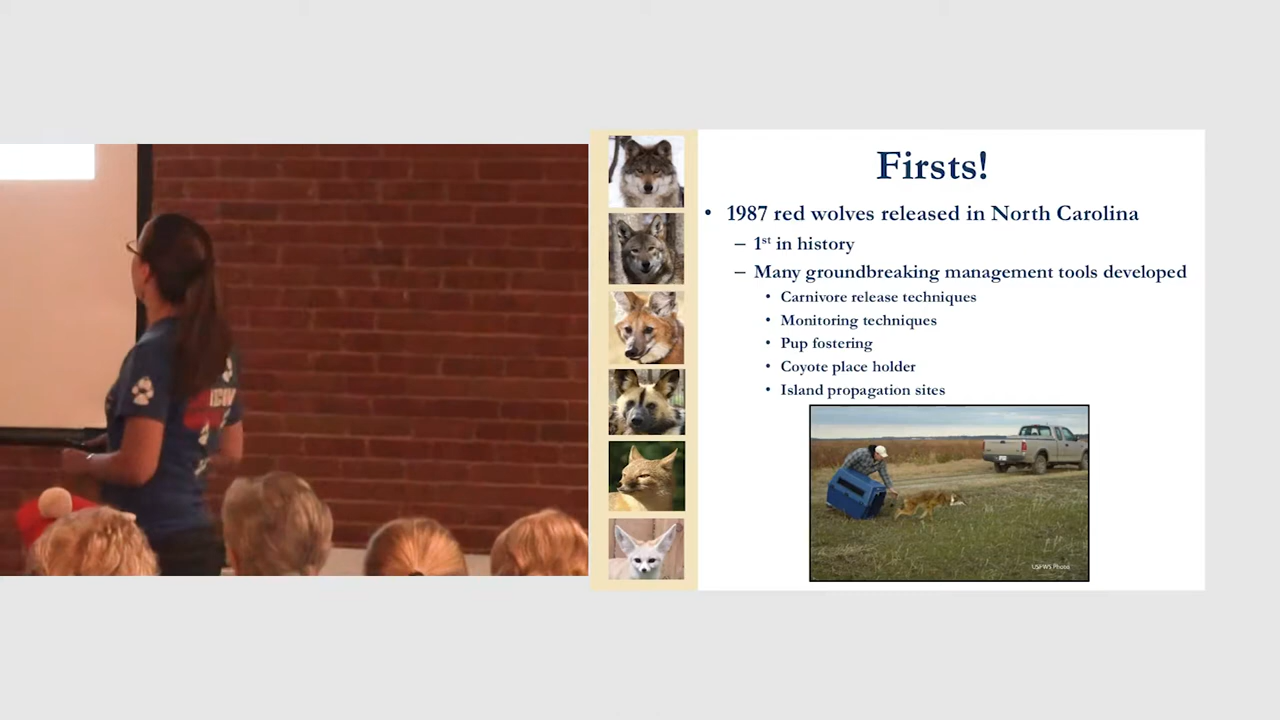 Firsts!
• 1987 red wolves released in North Carolina
– 1st in history
– Many groundbreaking management tools developed
• Carnivore release techniques
• Monitoring techniques
• Pup fostering
• Coyote place holder
• Island propagation sites
USFWS Photo